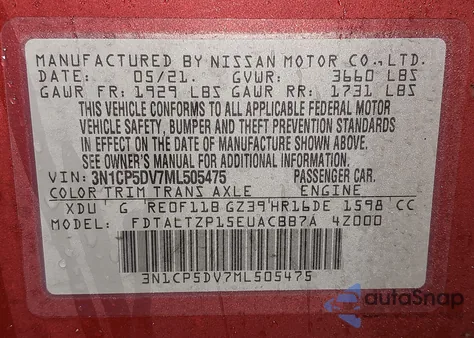 MANUFACTURED BY NISSAN MOTOR CO.,LTD.
DATE: 05/21. GVWR: 3660 LBS
GAWR FR: 1929 LBS GAWR RR: 1731 LBS
THIS VEHICLE CONFORMS TO ALL APPLICABLE FEDERAL MOTOR
VEHICLE SAFETY, BUMPER AND THEFT PREVENTION STANDARDS
IN EFFECT ON THE DATE OF MANUFACTURE SHOWN ABOVE.
SEE OWNER'S MANUAL FOR ADDITIONAL INFORMATION.
VIN: 3N1CP5DV7ML505475 PASSENGER CAR.
COLOR TRIM TRANS AXLE ENGINE
XDU G RE0F11B GZ39 HR16DE 1598 CC
MODEL: FDTALTZP15EUACBB7A 4Z000
3N1CP5DV7ML505475
autoSnap